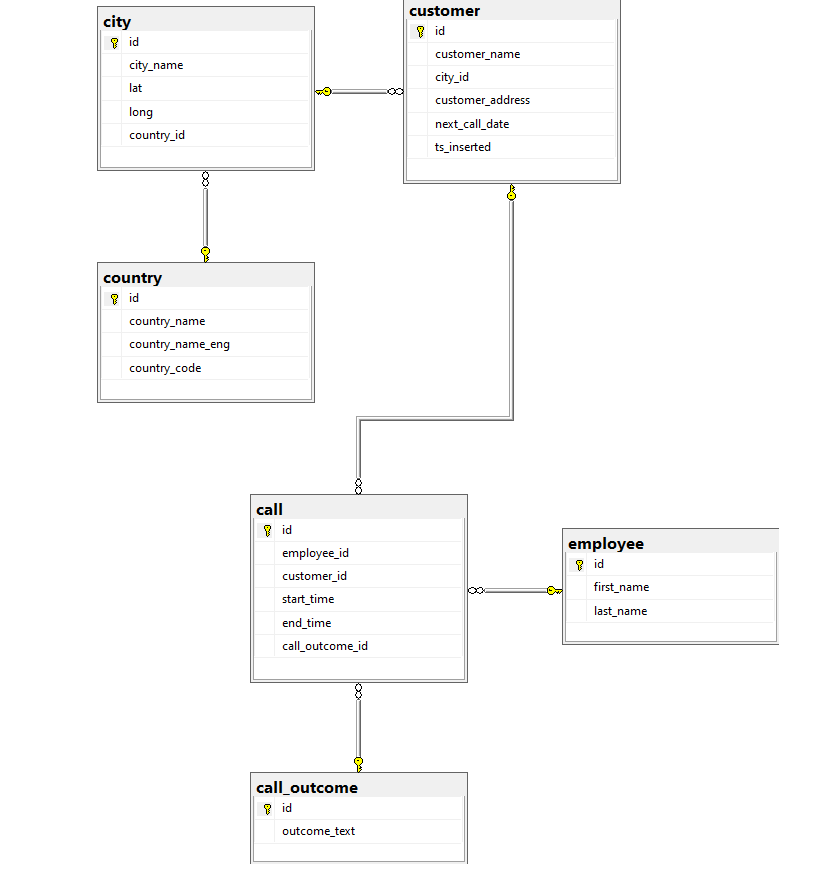 city
id
city_name
lat
long
country_id
customer
id
customer_name
city_id
customer_address
next_call_date
ts_inserted
country
id
country_name
country_name_eng
country_code
call
id
employee_id
customer_id
start_time
end_time
call_outcome_id
employee
id
first_name
last_name
call_outcome
id
outcome_text